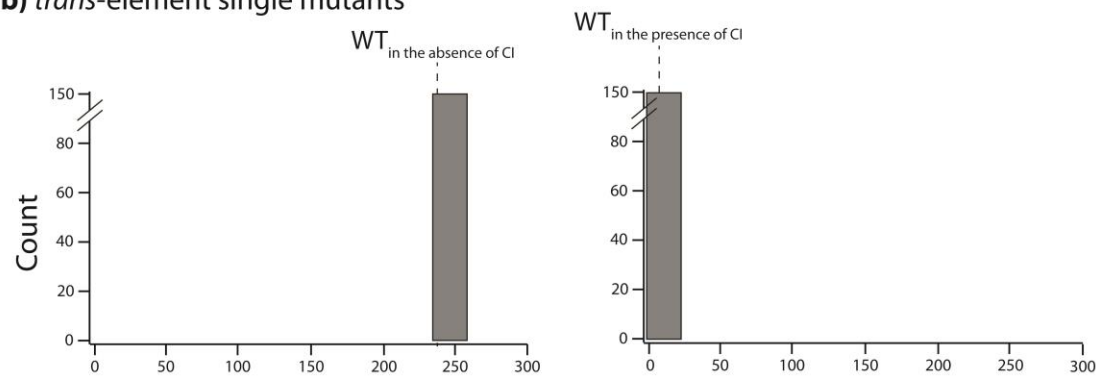 b) trans-element single mutants
WT in the absence of CI
WT in the presence of CI
150
80
60
40
20
0
Count
0 50 100 150 200 250 300
150
80
60
40
20
0
0 50 100 150 200 250 300